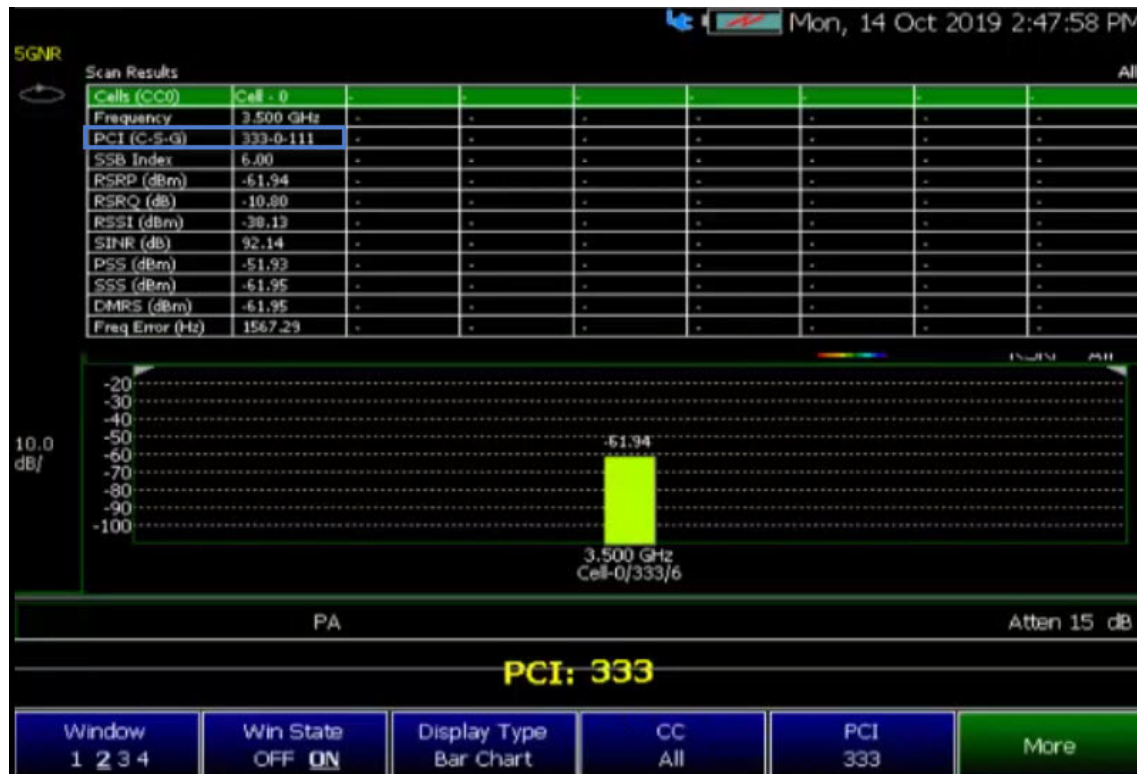 Mon, 14 Oct 2019 2:47:58 PM
5GNR
Scan Results All
Cells (CC0) Cell - 0 - - - - - - -
Frequency 3.500 GHz - - - - - - -
PCI (C-S-G) 333-0-111 - - - - - - -
SSB Index 6.00 - - - - - - -
RSRP (dBm) -61.94 - - - - - - -
RSRQ (dB) -10.80 - - - - - - -
RSSI (dBm) -38.13 - - - - - - -
SINR (dB) 92.14 - - - - - - -
PSS (dBm) -51.93 - - - - - - -
SSS (dBm) -61.95 - - - - - - -
DMRS (dBm) -61.95 - - - - - - -
Freq Error (Hz) 1567.29 - - - - - - -
All
-20
-30
-40
10.0
dB/
-50
-61.94
-60
-70
-80
-90
-100
3.500 GHz
Cell-0/333/6
PA Atten 15 dB
PCI: 333
Window Win State Display Type CC PCI More
1 2 3 4 OFF ON Bar Chart All 333